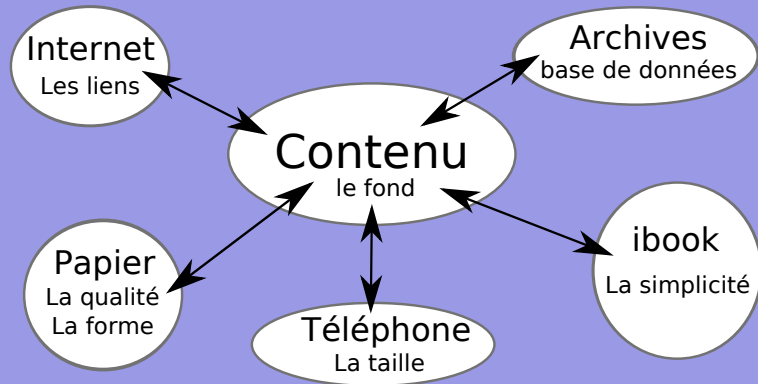 Internet
Les liens
Archives
base de données
Contenu
le fond
Papier
La qualité
La forme
Téléphone
La taille
ibook
La simplicité